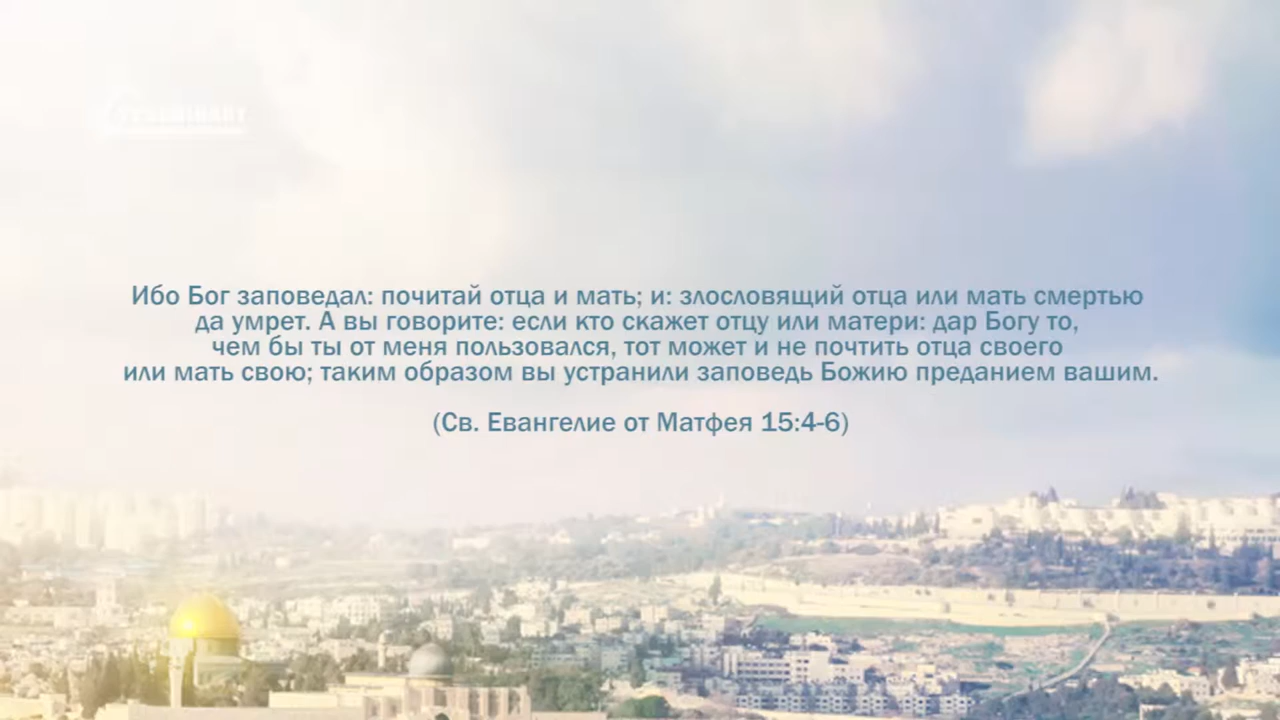 Ибо Бог заповедал: почитай отца и мать; и: злословящий отца или мать смертью
да умрет. А вы говорите: если кто скажет отцу или матери: дар Богу то,
чем бы ты от меня пользовался, тот может и не почтить отца своего
или мать свою; таким образом вы устранили заповедь Божию преданием вашим.
(Св. Евангелие от Матфея 15:4-6)